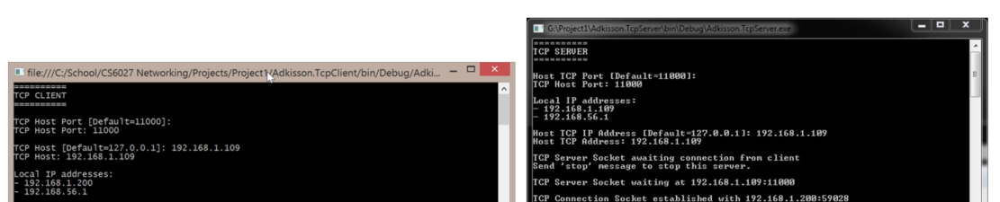 file:///C:/School/CS6027 Networking/Projects/Project1/Adkisson.TcpClient/bin/Debug/Adki...
==========
TCP CLIENT
==========
TCP Host Port [Default=11000]:
TCP Host Port: 11000
TCP Host [Default=127.0.0.1]: 192.168.1.109
TCP Host: 192.168.1.109
Local IP addresses:
- 192.168.1.200
- 192.168.56.1
G:\Project1\Adkisson.TcpServer\bin\Debug\Adkisson.TcpServer.exe
==========
TCP SERVER
==========
Host TCP Port [Default=11000]:
TCP Host Port: 11000
Local IP addresses:
- 192.168.1.109
- 192.168.56.1
Host TCP IP Address [Default=127.0.0.1]: 192.168.1.109
Host TCP Address: 192.168.1.109
TCP Server Socket awaiting connection from client
Send 'stop' message to stop this server.
TCP Server Socket waiting at 192.168.1.109:11000
TCP Connection Socket established with 192.168.1.200:59028